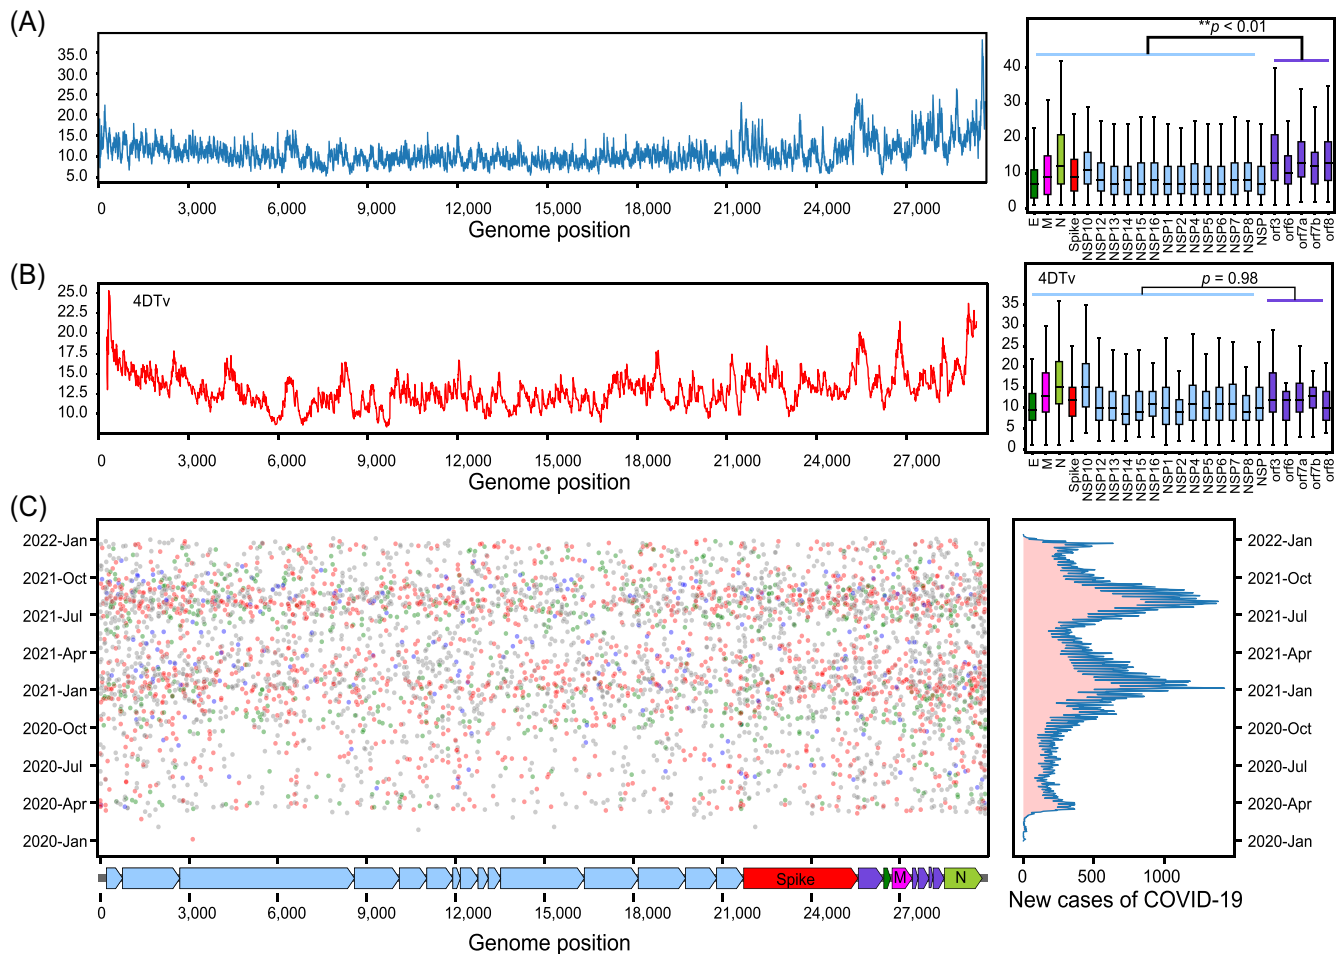 (A)
35.0
30.0
25.0
20.0
15.0
10.0
5.0
0
3,000
6,000
9,000
12,000
15,000
18,000
21,000
24,000
27,000
Genome position
**p < 0.01
40
30
20
10
0
E
M
N
Spike
NSP10
NSP12
NSP13
NSP14
NSP15
NSP16
NSP1
NSP2
NSP4
NSP5
NSP6
NSP7
NSP8
NSP
orf3
orf6
orf7a
orf7b
orf8
(B)
4DTv
25.0
22.5
20.0
17.5
15.0
12.5
10.0
0
3,000
6,000
9,000
12,000
15,000
18,000
21,000
24,000
27,000
Genome position
4DTv
p = 0.98
35
30
25
20
15
10
5
0
E
M
N
Spike
NSP10
NSP12
NSP13
NSP14
NSP15
NSP16
NSP1
NSP2
NSP4
NSP5
NSP6
NSP7
NSP8
NSP
orf3
orf6
orf7a
orf7b
orf8
(C)
2022-Jan
2021-Oct
2021-Jul
2021-Apr
2021-Jan
2020-Oct
2020-Jul
2020-Apr
2020-Jan
Spike
M
N
0
3,000
6,000
9,000
12,000
15,000
18,000
21,000
24,000
27,000
Genome position
2022-Jan
2021-Oct
2021-Jul
2021-Apr
2021-Jan
2020-Oct
2020-Jul
2020-Apr
2020-Jan
0
500
1000
New cases of COVID-19